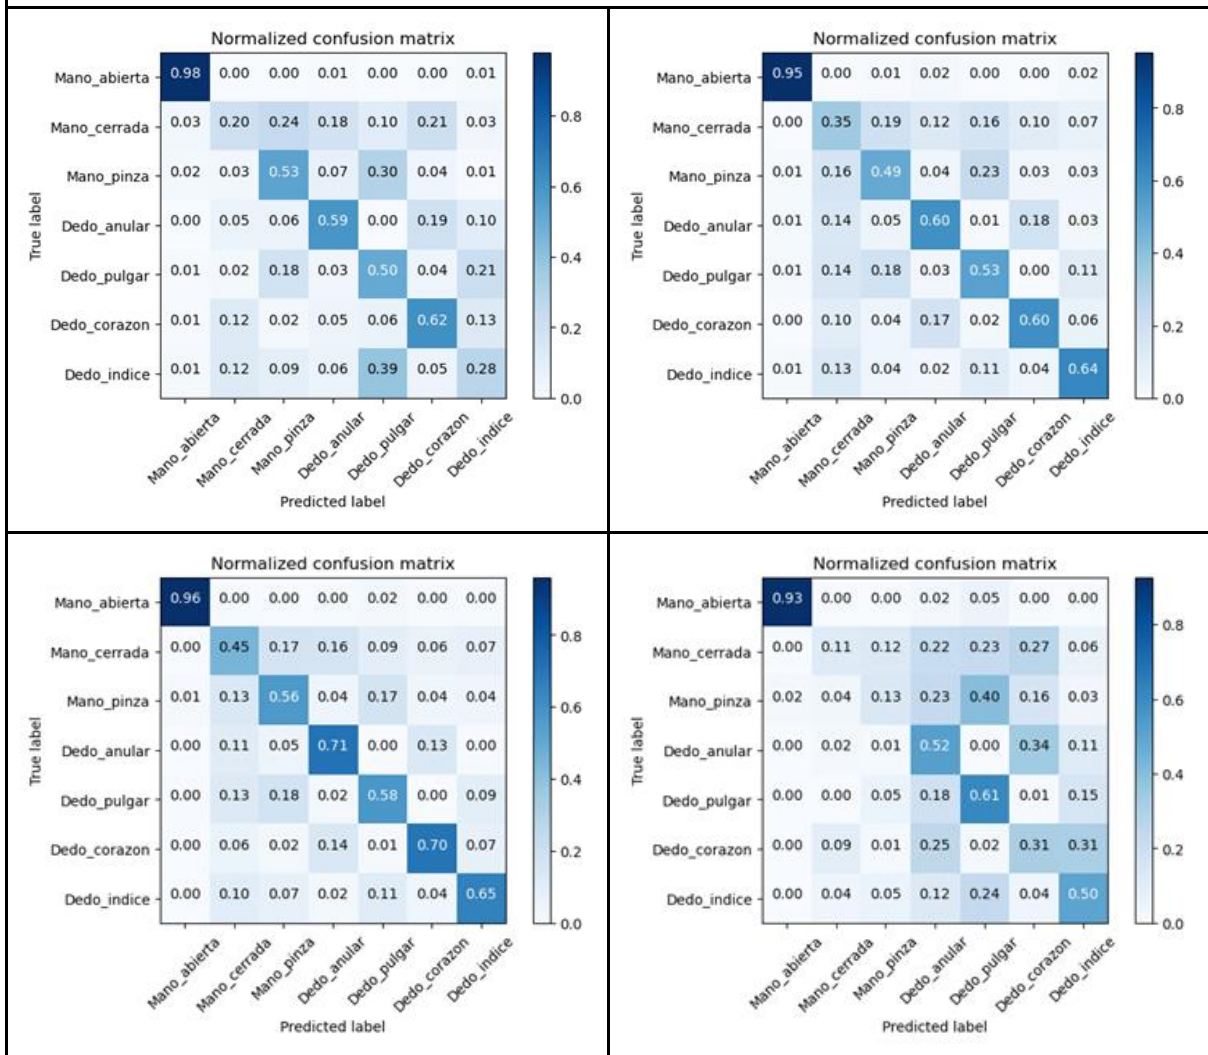 Normalized confusion matrix
True label
Mano_abierta 0.98 0.00 0.00 0.01 0.00 0.00 0.01
Mano_cerrada 0.03 0.20 0.24 0.18 0.10 0.21 0.03
Mano_pinza 0.02 0.03 0.53 0.07 0.30 0.04 0.01
Dedo_anular 0.00 0.05 0.06 0.59 0.00 0.19 0.10
Dedo_pulgar 0.01 0.02 0.18 0.03 0.50 0.04 0.21
Dedo_corazon 0.01 0.12 0.02 0.05 0.06 0.62 0.13
Dedo_indice 0.01 0.12 0.09 0.06 0.39 0.05 0.28
Mano_abierta Mano_cerrada Mano_pinza Dedo_anular Dedo_pulgar Dedo_corazon Dedo_indice
Predicted label
0.8
0.6
0.4
0.2
0.0
Normalized confusion matrix
True label
Mano_abierta 0.95 0.00 0.01 0.02 0.00 0.00 0.02
Mano_cerrada 0.00 0.35 0.19 0.12 0.16 0.10 0.07
Mano_pinza 0.01 0.16 0.49 0.04 0.23 0.03 0.03
Dedo_anular 0.01 0.14 0.05 0.60 0.01 0.18 0.03
Dedo_pulgar 0.01 0.14 0.18 0.03 0.53 0.00 0.11
Dedo_corazon 0.00 0.10 0.04 0.17 0.02 0.60 0.06
Dedo_indice 0.01 0.13 0.04 0.02 0.11 0.04 0.64
Mano_abierta Mano_cerrada Mano_pinza Dedo_anular Dedo_pulgar Dedo_corazon Dedo_indice
Predicted label
0.8
0.6
0.4
0.2
0.0
Normalized confusion matrix
True label
Mano_abierta 0.96 0.00 0.00 0.00 0.02 0.00 0.00
Mano_cerrada 0.00 0.45 0.17 0.16 0.09 0.06 0.07
Mano_pinza 0.01 0.13 0.56 0.04 0.17 0.04 0.04
Dedo_anular 0.00 0.11 0.05 0.71 0.00 0.13 0.00
Dedo_pulgar 0.00 0.13 0.18 0.02 0.58 0.00 0.09
Dedo_corazon 0.00 0.06 0.02 0.14 0.01 0.70 0.07
Dedo_indice 0.00 0.10 0.07 0.02 0.11 0.04 0.65
Mano_abierta Mano_cerrada Mano_pinza Dedo_anular Dedo_pulgar Dedo_corazon Dedo_indice
Predicted label
0.8
0.6
0.4
0.2
0.0
Normalized confusion matrix
True label
Mano_abierta 0.93 0.00 0.00 0.02 0.05 0.00 0.00
Mano_cerrada 0.00 0.11 0.12 0.22 0.23 0.27 0.06
Mano_pinza 0.02 0.04 0.13 0.23 0.40 0.16 0.03
Dedo_anular 0.00 0.02 0.01 0.52 0.00 0.34 0.11
Dedo_pulgar 0.00 0.00 0.05 0.18 0.61 0.01 0.15
Dedo_corazon 0.00 0.09 0.01 0.25 0.02 0.31 0.31
Dedo_indice 0.00 0.04 0.05 0.12 0.24 0.04 0.50
Mano_abierta Mano_cerrada Mano_pinza Dedo_anular Dedo_pulgar Dedo_corazon Dedo_indice
Predicted label
0.8
0.6
0.4
0.2
0.0